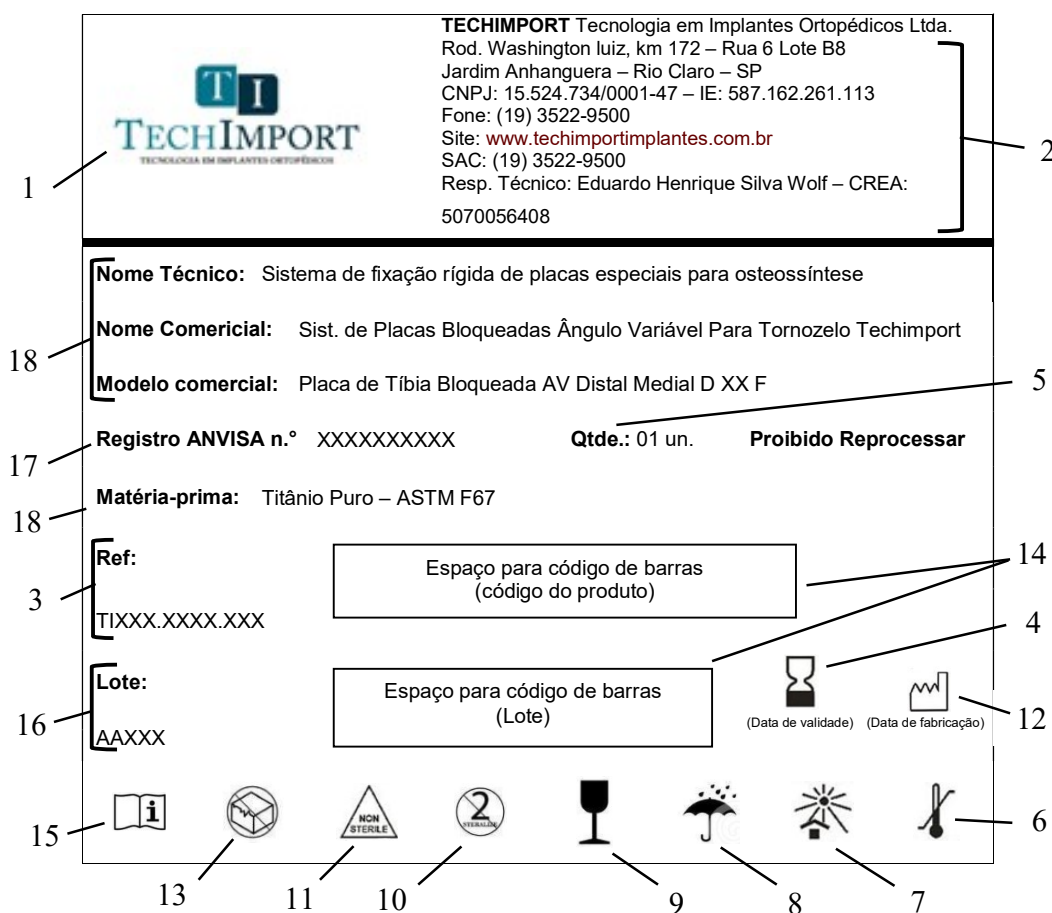 TI
TECHIMPORT
TECNOLOGIA EM IMPLANTES ORTOPÉDICOS
TECHIMPORT Tecnologia em Implantes Ortopédicos Ltda.
Rod. Washington luiz, km 172 – Rua 6 Lote B8
Jardim Anhanguera – Rio Claro – SP
CNPJ: 15.524.734/0001-47 – IE: 587.162.261.113
Fone: (19) 3522-9500
Site: www.techimportimplantes.com.br
SAC: (19) 3522-9500
Resp. Técnico: Eduardo Henrique Silva Wolf – CREA:
5070056408
1
2
Nome Técnico: Sistema de fixação rígida de placas especiais para osteossíntese
Nome Comericial: Sist. de Placas Bloqueadas Ângulo Variável Para Tornozelo Techimport
18
Modelo comercial: Placa de Tíbia Bloqueada AV Distal Medial D XX F
5
Registro ANVISA n.° XXXXXXXXXX Qtde.: 01 un. Proibido Reprocessar
17
Matéria-prima: Titânio Puro – ASTM F67
18
Ref:
Espaço para código de barras
(código do produto)
14
3
TIXXX.XXXX.XXX
4
Lote:
Espaço para código de barras
(Lote)
(Data de validade) (Data de fabricação)
12
16
AAXXX
i
NON
STERILE
2
STERILIZE
15
6
13
11
10
9
8
7